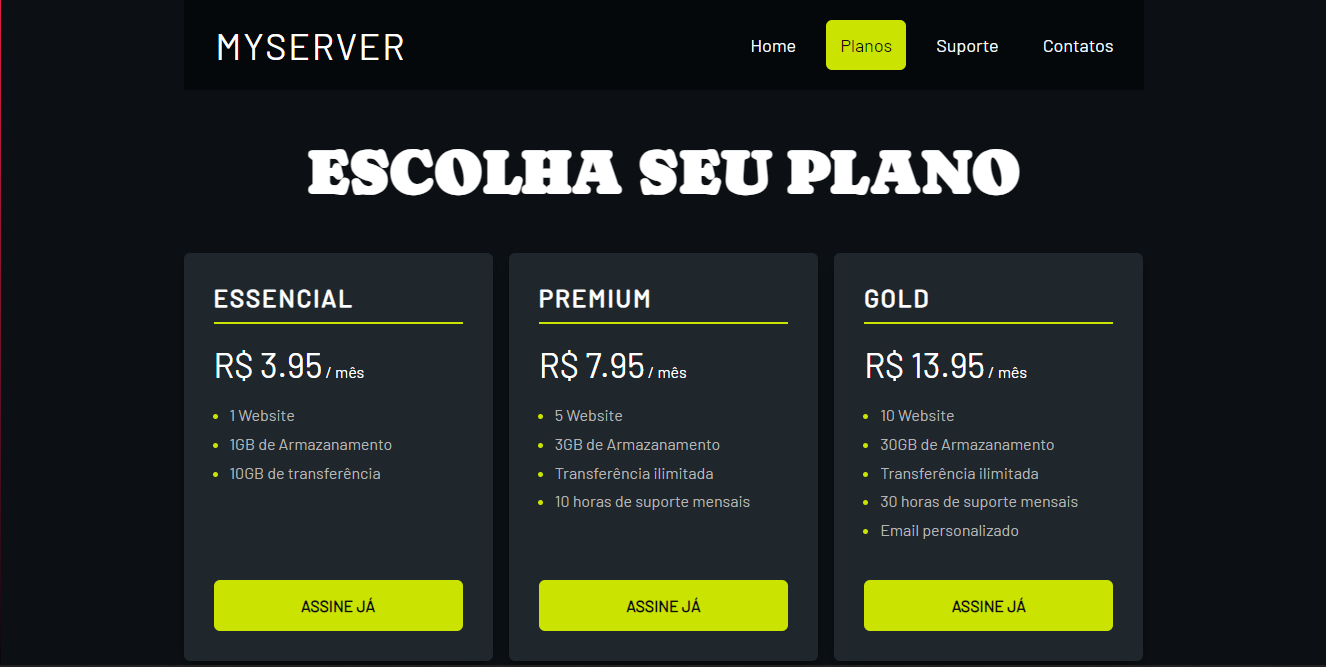 MYSERVER
Home Planos Suporte Contatos
ESCOLHA SEU PLANO
ESSENCIAL
R$ 3.95 / mês
1 Website
1GB de Armazanamento
10GB de transferência
ASSINE JÁ
PREMIUM
R$ 7.95 / mês
5 Website
3GB de Armazanamento
Transferência ilimitada
10 horas de suporte mensais
ASSINE JÁ
GOLD
R$ 13.95 / mês
10 Website
30GB de Armazanamento
Transferência ilimitada
30 horas de suporte mensais
Email personalizado
ASSINE JÁ